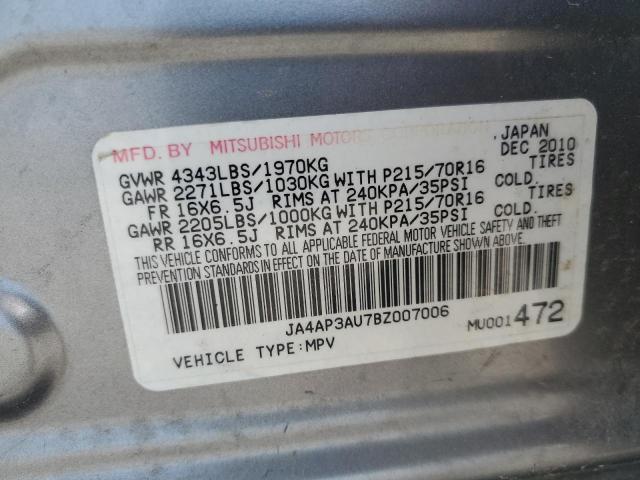 MFD. BY MITSUBISHI MOTORS CORPORATION, JAPAN
GVWR 4343LBS/1970KG DEC 2010
GAWR 2271LBS/1030KG WITH P215/70R16 TIRES
FR 16X6.5J RIMS AT 240KPA/35PSI COLD.
GAWR 2205LBS/1000KG WITH P215/70R16 TIRES
RR 16X6.5J RIMS AT 240KPA/35PSI COLD.
THIS VEHICLE CONFORMS TO ALL APPLICABLE FEDERAL MOTOR VEHICLE SAFETY AND THEFT
PREVENTION STANDARDS IN EFFECT ON THE DATE OF MANUFACTURE SHOWN ABOVE.
JA4AP3AU7BZ007006
VEHICLE TYPE:MPV MU001472